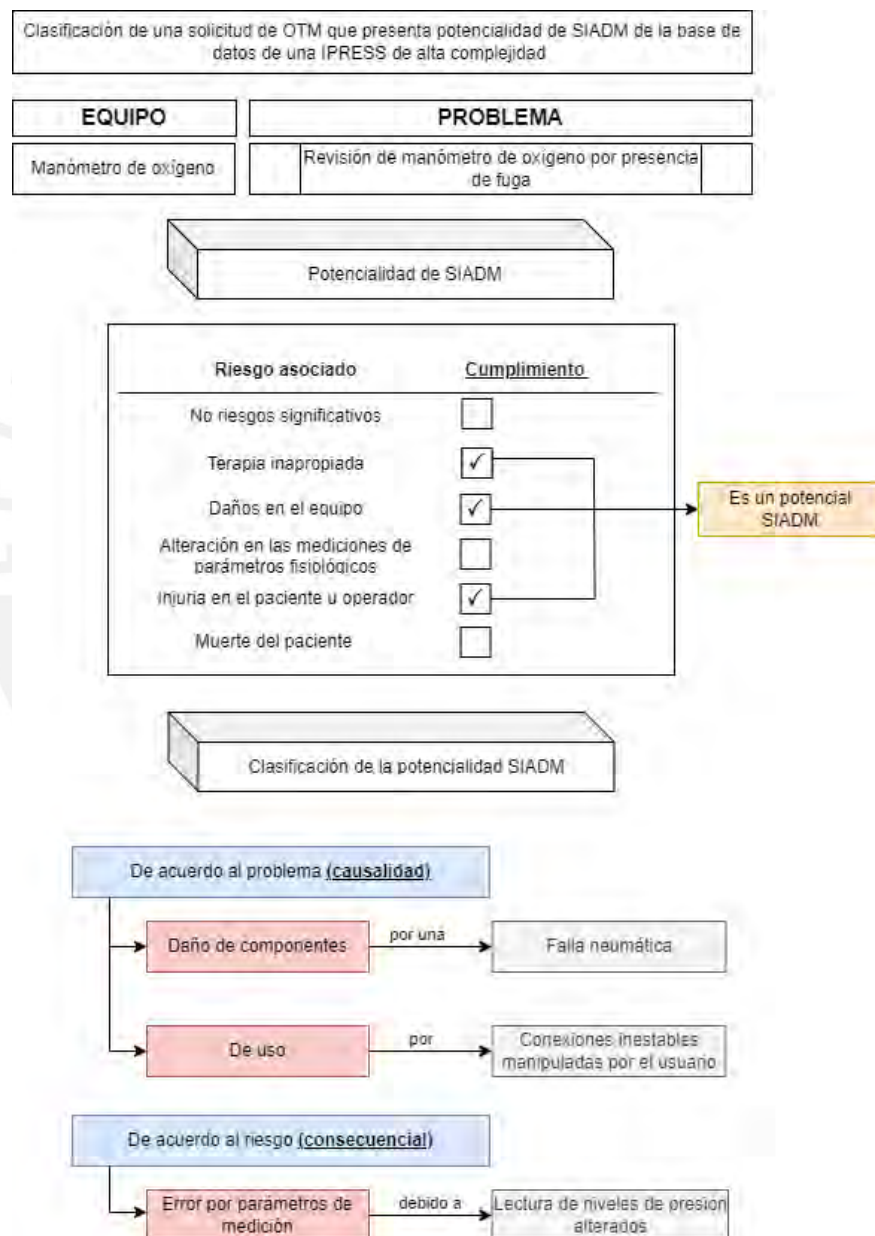 Clasificación de una solicitud de OTM que presenta potencialidad de SIADM de la base de
datos de una IPRESS de alta complejidad
EQUIPO
PROBLEMA
Manómetro de oxígeno
Revisión de manómetro de oxigeno por presencia
de fuga
Potencialidad de SIADM
Riesgo asociado
Cumplimiento
No riesgos significativos
Terapia inapropiada
✓
Daños en el equipo
✓
Alteración en las mediciones de
parámetros fisiológicos
Injuria en el paciente u operador
✓
Muerte del paciente
Es un potencial
SIADM
Clasificación de la potencialidad SIADM
De acuerdo al problema (causalidad)
Daño de componentes
por una
Falla neumática
De uso
por
Conexiones inestables
manipuladas por el usuario
De acuerdo al riesgo (consecuencial)
Error por parámetros de
medición
debido a
Lectura de niveles de presión
alterados